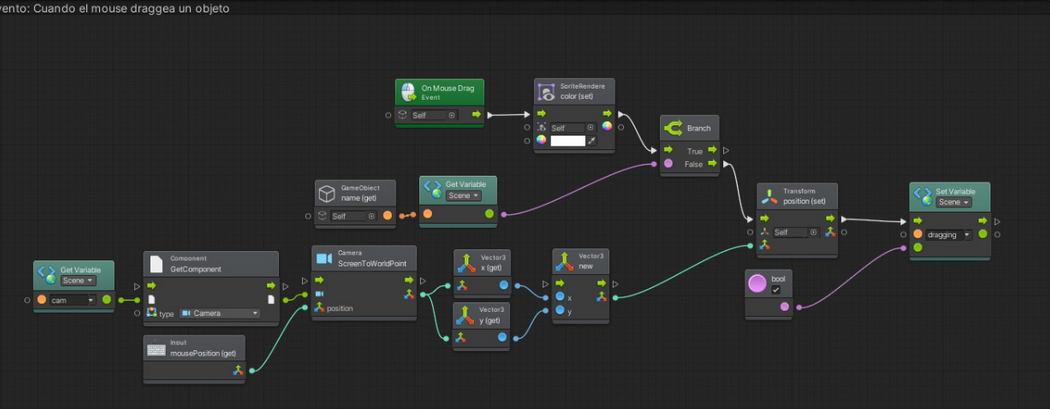 vento: Cuando el mouse draggea un objeto
On Mouse Drag
Event
Self
SpriteRendere
color (set)
Self
Branch
True
False
GameObject
name (get)
Self
Get Variable
Scene
Transform
position (set)
Self
Set Variable
Scene
dragging
Get Variable
Scene
cam
Component
GetComponent
type
Camera
Camera
ScreenToWorldPoint
position
Vector3
x (get)
Vector3
new
x
y
bool
Vector3
y (get)
Input
mousePosition (get)